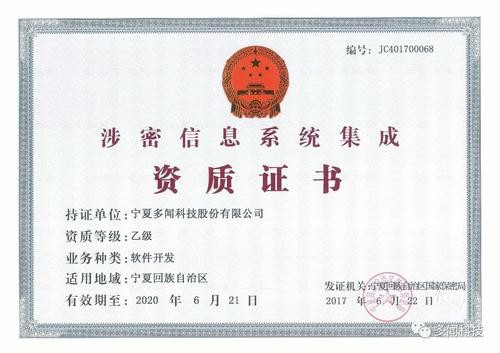 编号：JC401700068
涉密信息系统集成
资质证书
持证单位：宁夏多闻科技股份有限公司
资质等级：乙级
业务种类：软件开发
适用地域：宁夏回族自治区
有效期至：2020 年 6 月 21 日
发证机关：宁夏回族自治区国家保密局
2017 年 6 月 22 日
多闻科技